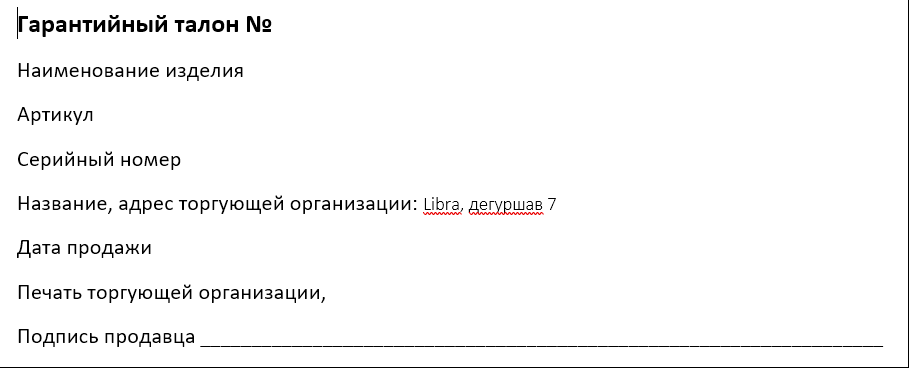 Гарантийный талон №
Наименование изделия
Артикул
Серийный номер
Название, адрес торгующей организации: Libra, дегуршав 7
Дата продажи
Печать торгующей организации,
Подпись продавца ____________________________________________________________________